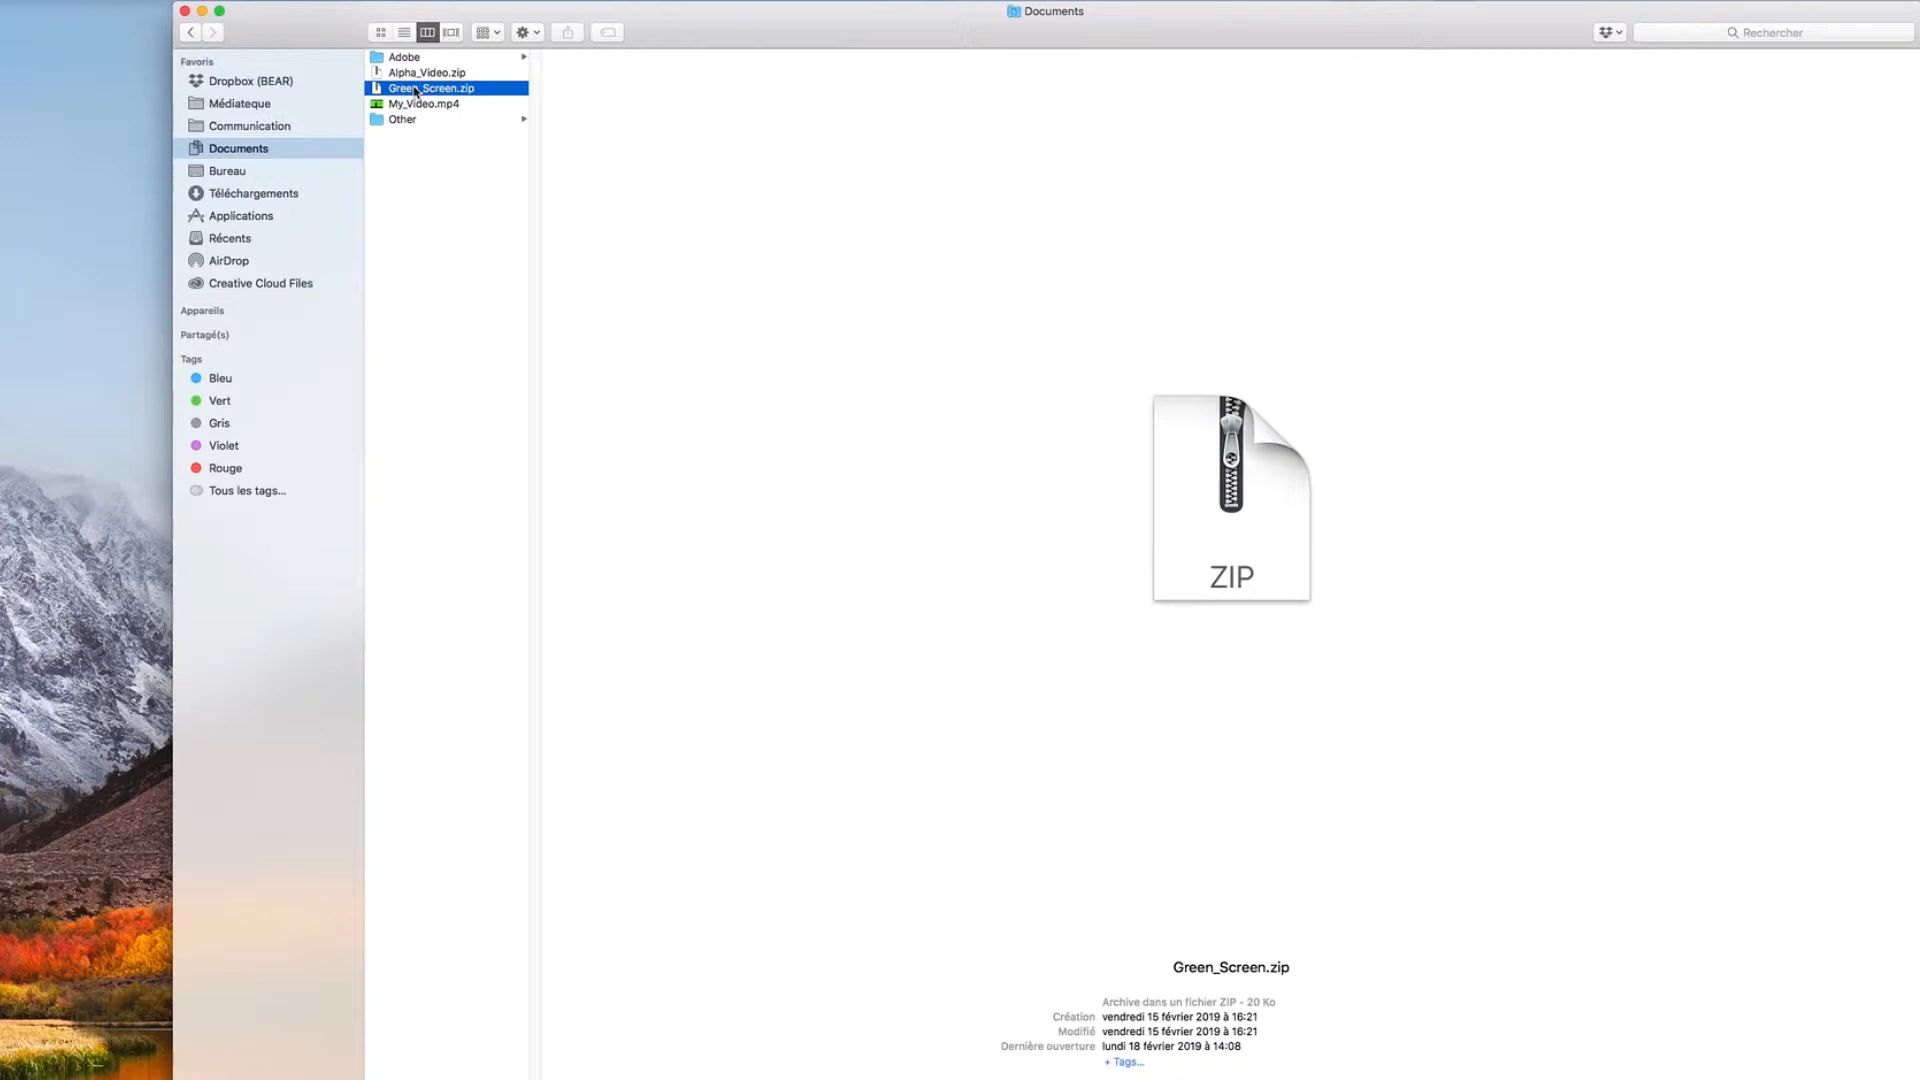 Documents
Rechercher
Favoris
Dropbox (BEAR)
Médiateque
Communication
Documents
Bureau
Téléchargements
Applications
Récents
AirDrop
Creative Cloud Files
Appareils
Partagé(s)
Tags
Bleu
Vert
Gris
Violet
Rouge
Tous les tags...
Adobe
Alpha_Video.zip
Green_Screen.zip
My_Video.mp4
Other
ZIP
Green_Screen.zip
Archive dans un fichier ZIP - 20 Ko
Création vendredi 15 février 2019 à 16:21
Modifié vendredi 15 février 2019 à 16:21
Dernière ouverture lundi 18 février 2019 à 14:08
+ Tags...